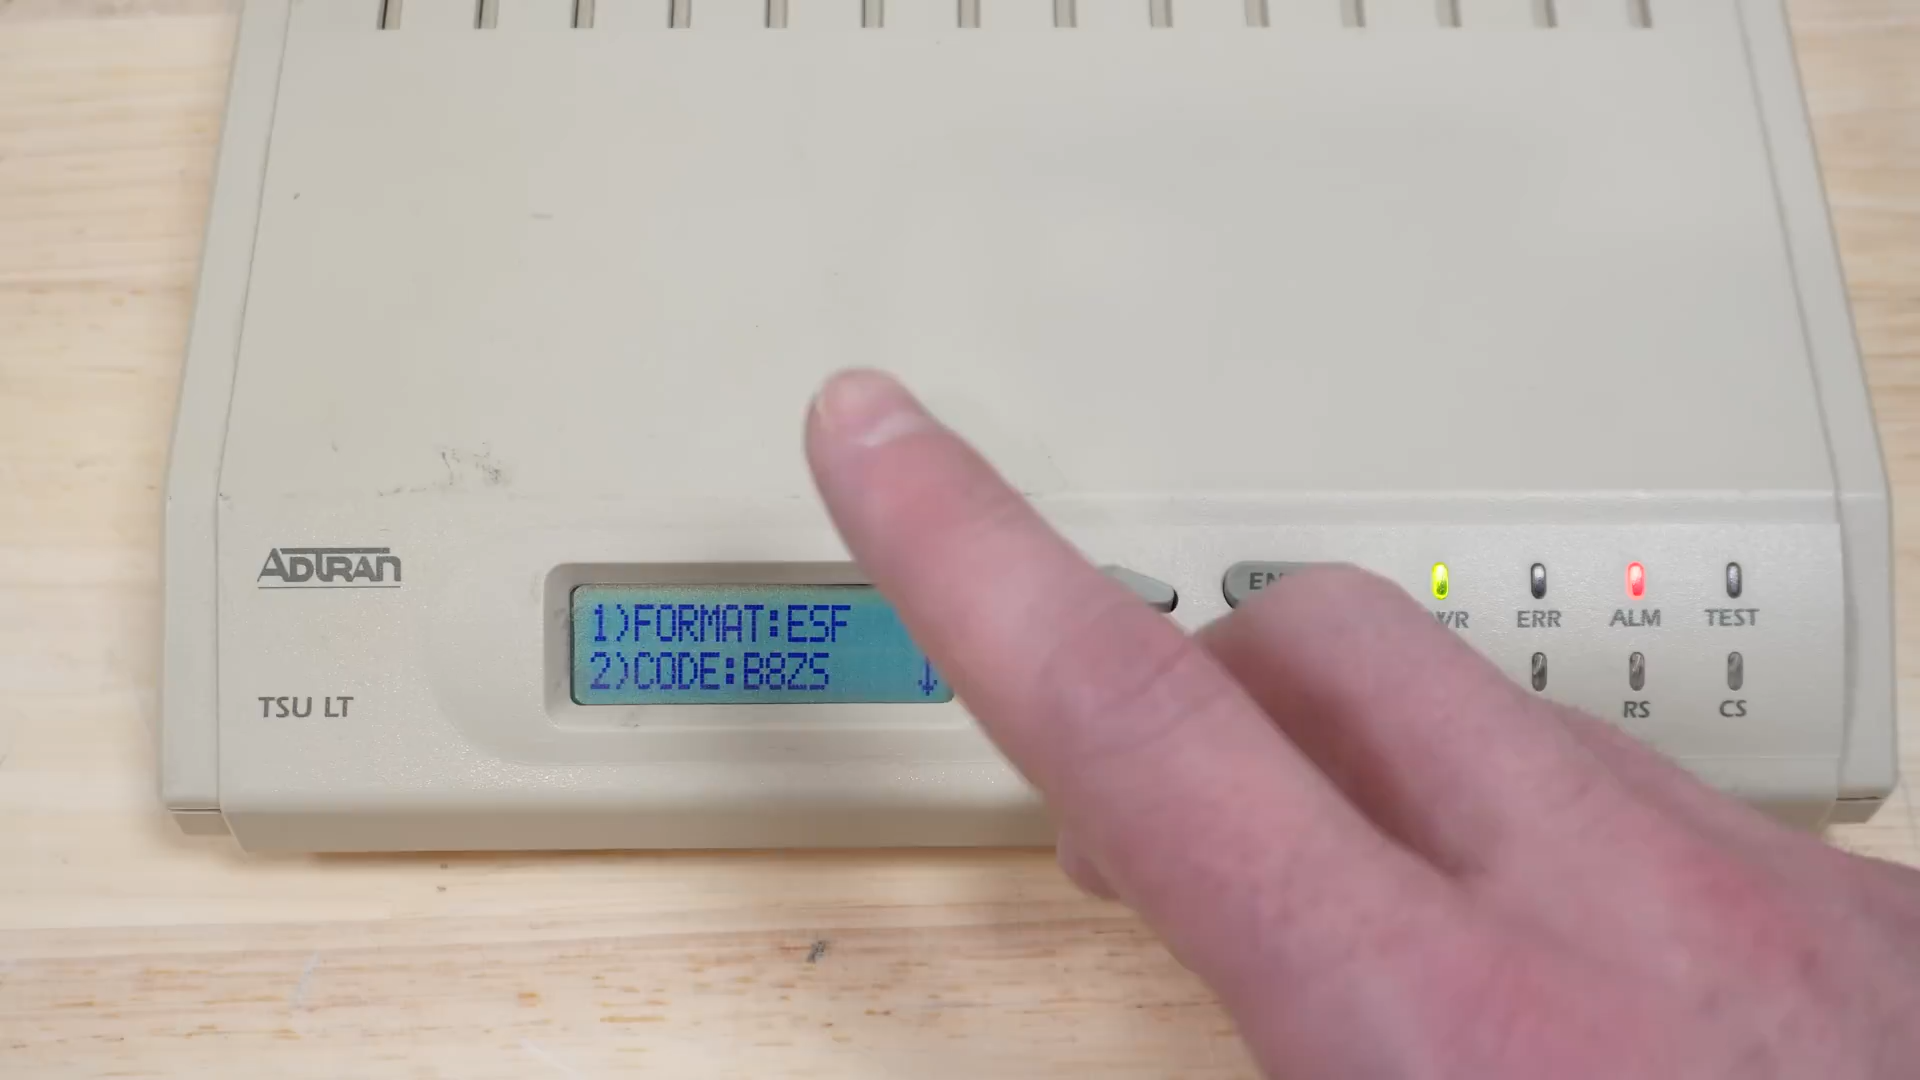 ADTRAN
TSU LT
1)FORMAT:ESF
2)CODE:B8ZS
ERR
ALM
TEST
RS
CS